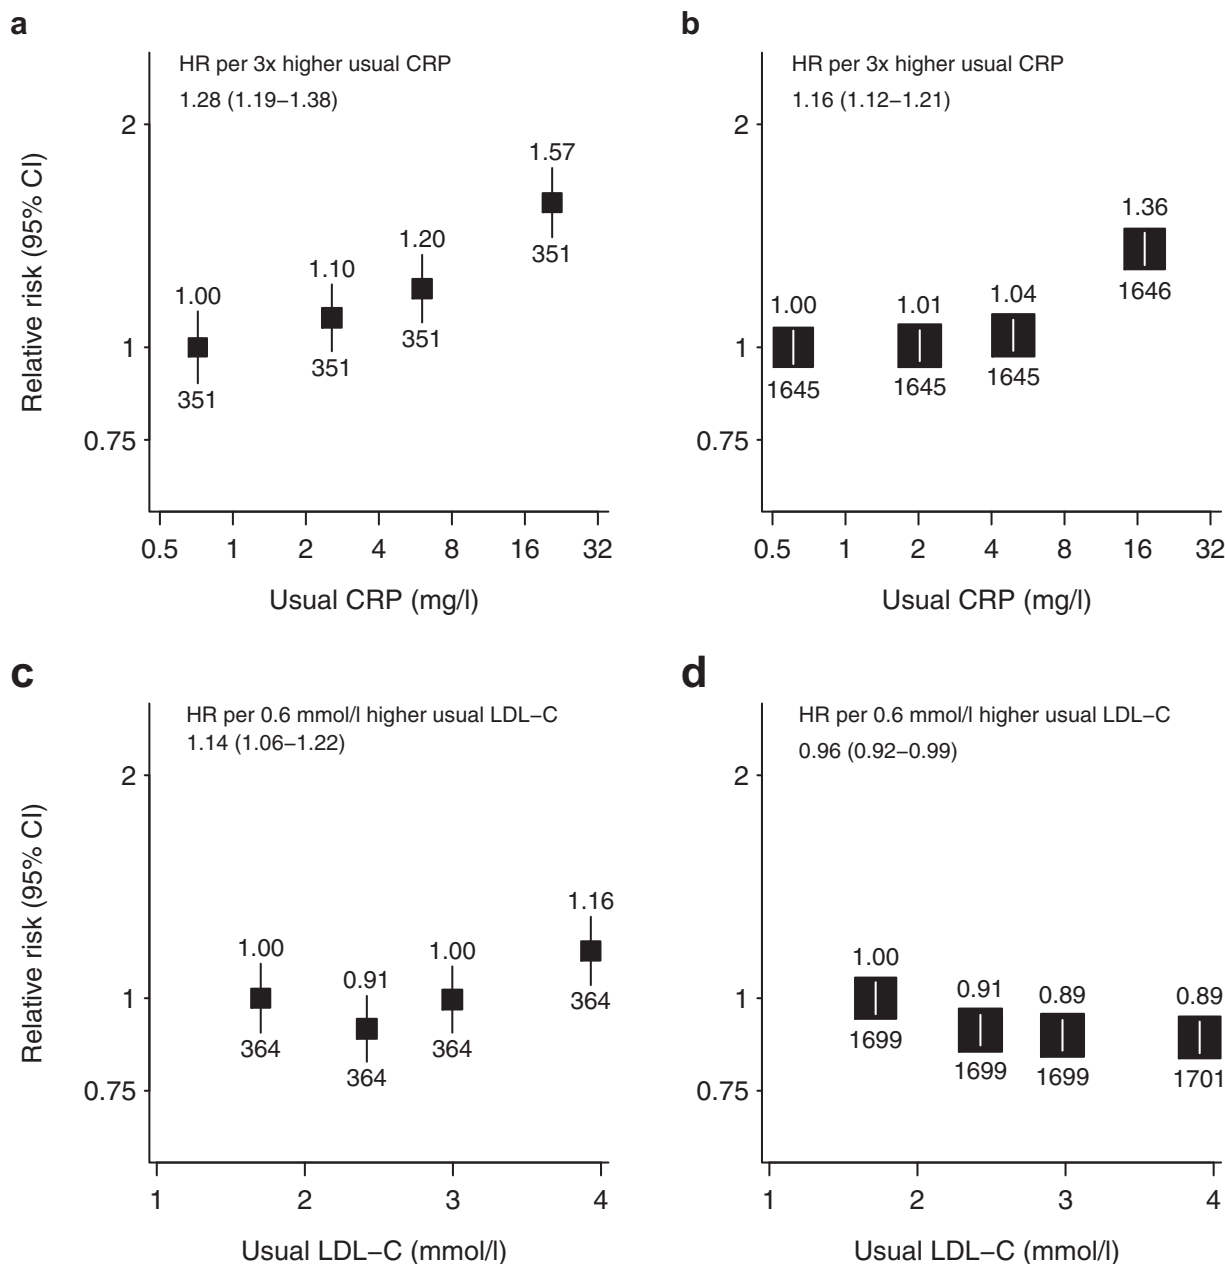 a
HR per 3x higher usual CRP
1.28 (1.19–1.38)
Relative risk (95% CI)
2
1
0.75
1.00
351
1.10
351
1.20
351
1.57
351
0.5 1 2 4 8 16 32
Usual CRP (mg/l)
b
HR per 3x higher usual CRP
1.16 (1.12–1.21)
2
1
0.75
1.00
1645
1.01
1645
1.04
1645
1.36
1646
0.5 1 2 4 8 16 32
Usual CRP (mg/l)
c
HR per 0.6 mmol/l higher usual LDL–C
1.14 (1.06–1.22)
Relative risk (95% CI)
2
1
0.75
1.00
364
0.91
364
1.00
364
1.16
364
1 2 3 4
Usual LDL–C (mmol/l)
d
HR per 0.6 mmol/l higher usual LDL–C
0.96 (0.92–0.99)
2
1
0.75
1.00
1699
0.91
1699
0.89
1699
0.89
1701
1 2 3 4
Usual LDL–C (mmol/l)